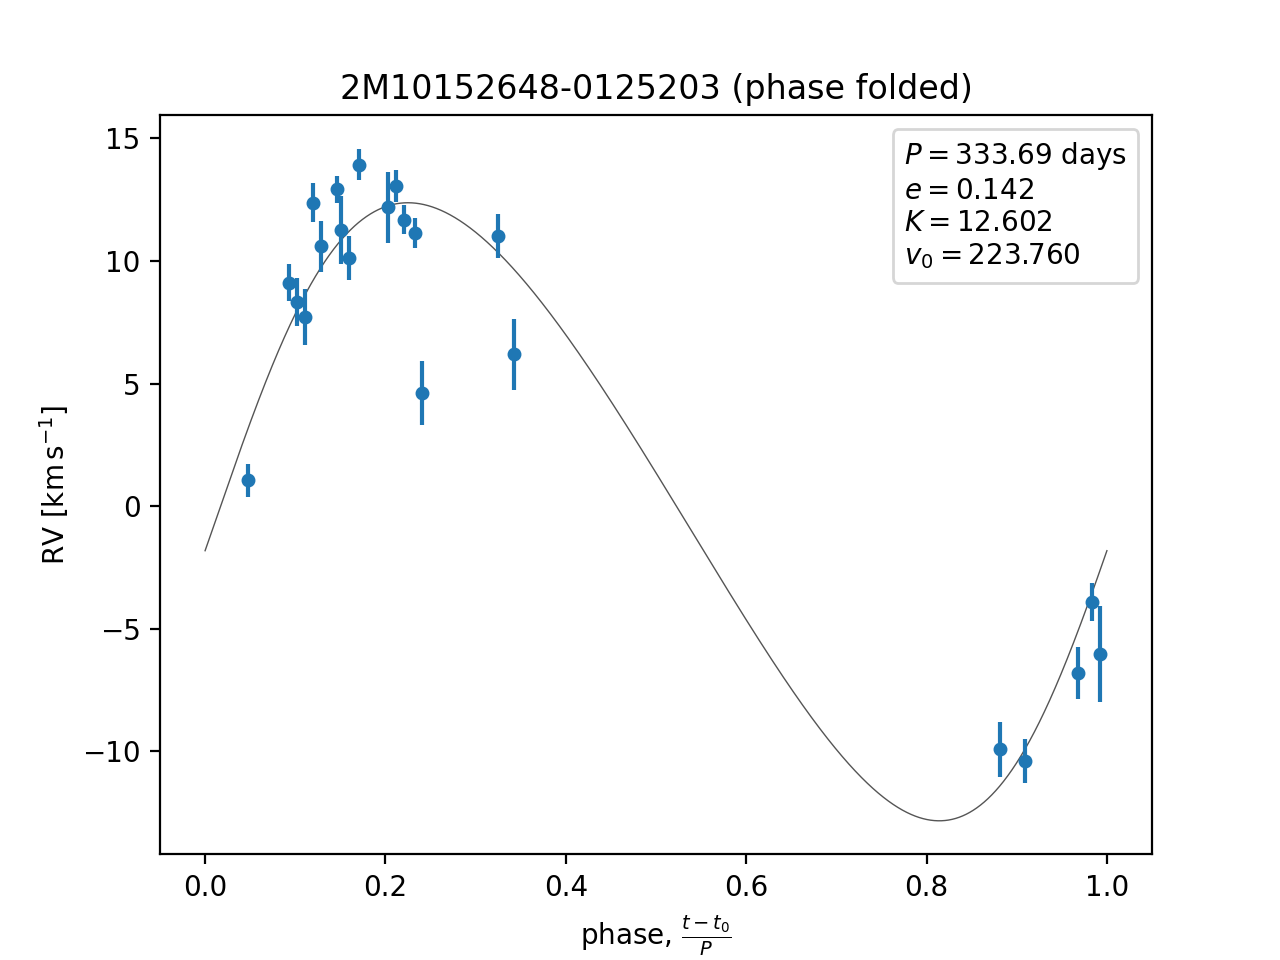 2M10152648-0125203 (phase folded)
P = 333.69 days
e = 0.142
K = 12.602
v₀ = 223.760
15
10
5
0
−5
−10
RV [km s⁻¹]
0.0 0.2 0.4 0.6 0.8 1.0
phase, (t − t₀)/P